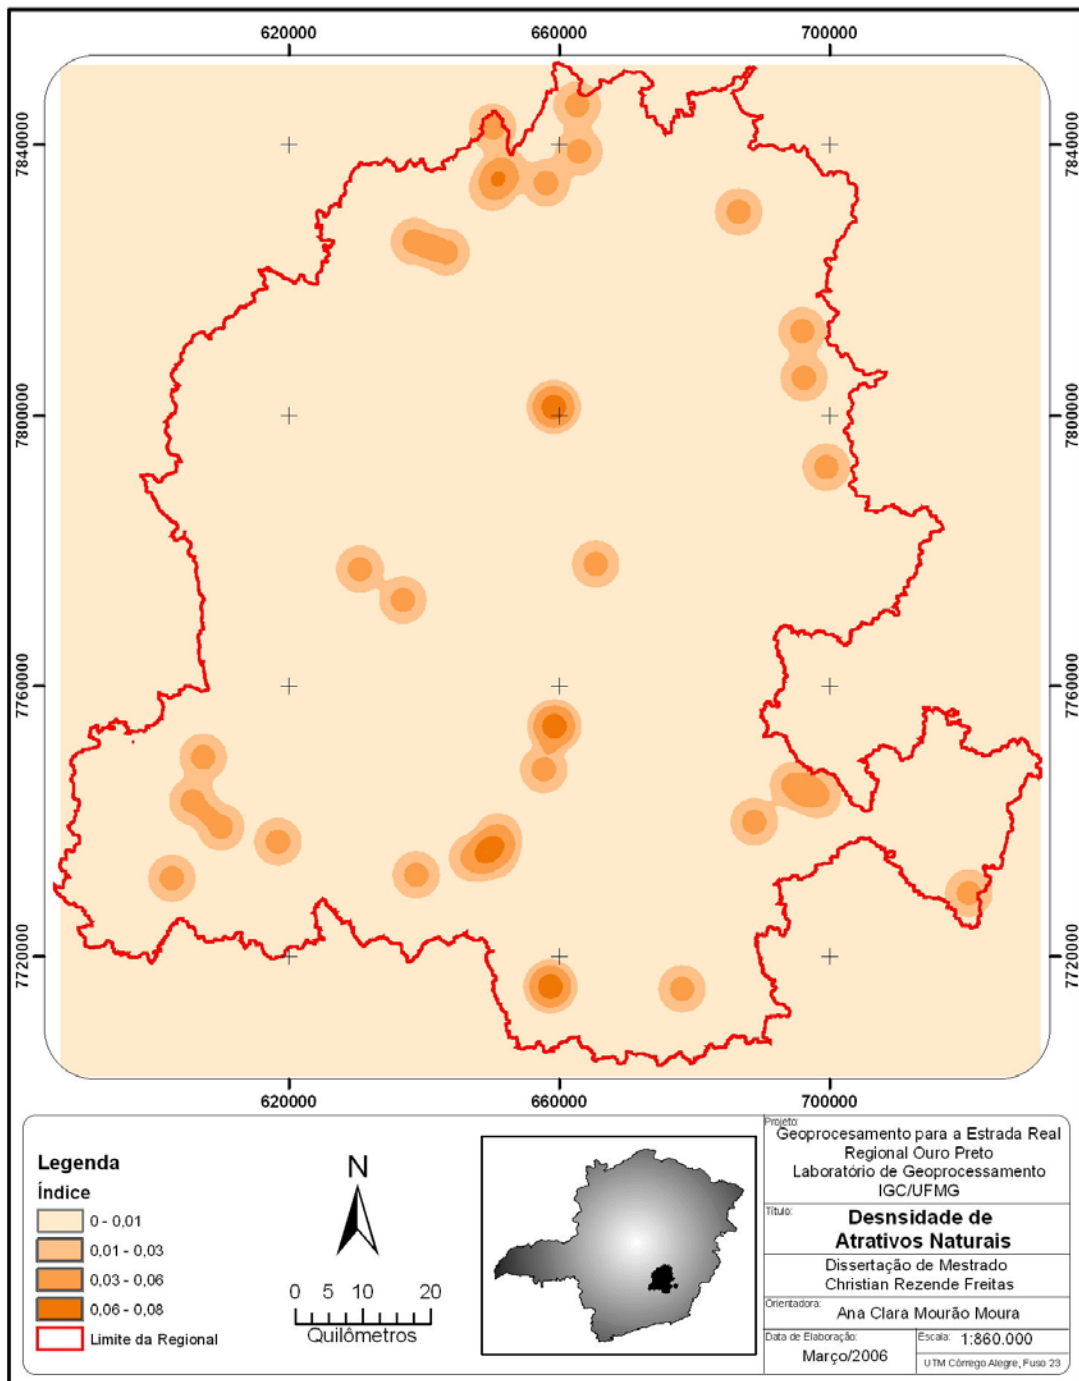 620000 660000 700000
7840000 7840000
7800000 7800000
7760000 7760000
7720000 7720000
620000 660000 700000
Legenda
Índice
0 - 0,01
0,01 - 0,03
0,03 - 0,06
0,06 - 0,08
Limite da Regional
N
0 5 10 20
Quilômetros
Projeto:
Geoprocesamento para a Estrada Real
Regional Ouro Preto
Laboratório de Geoprocessamento
IGC/UFMG
Título:
Desnsidade de
Atrativos Naturais
Dissertação de Mestrado
Christian Rezende Freitas
Orientadora:
Ana Clara Mourão Moura
Data de Elaboração:
Março/2006
Escala: 1:860.000
UTM Córrego Alegre, Fuso 23